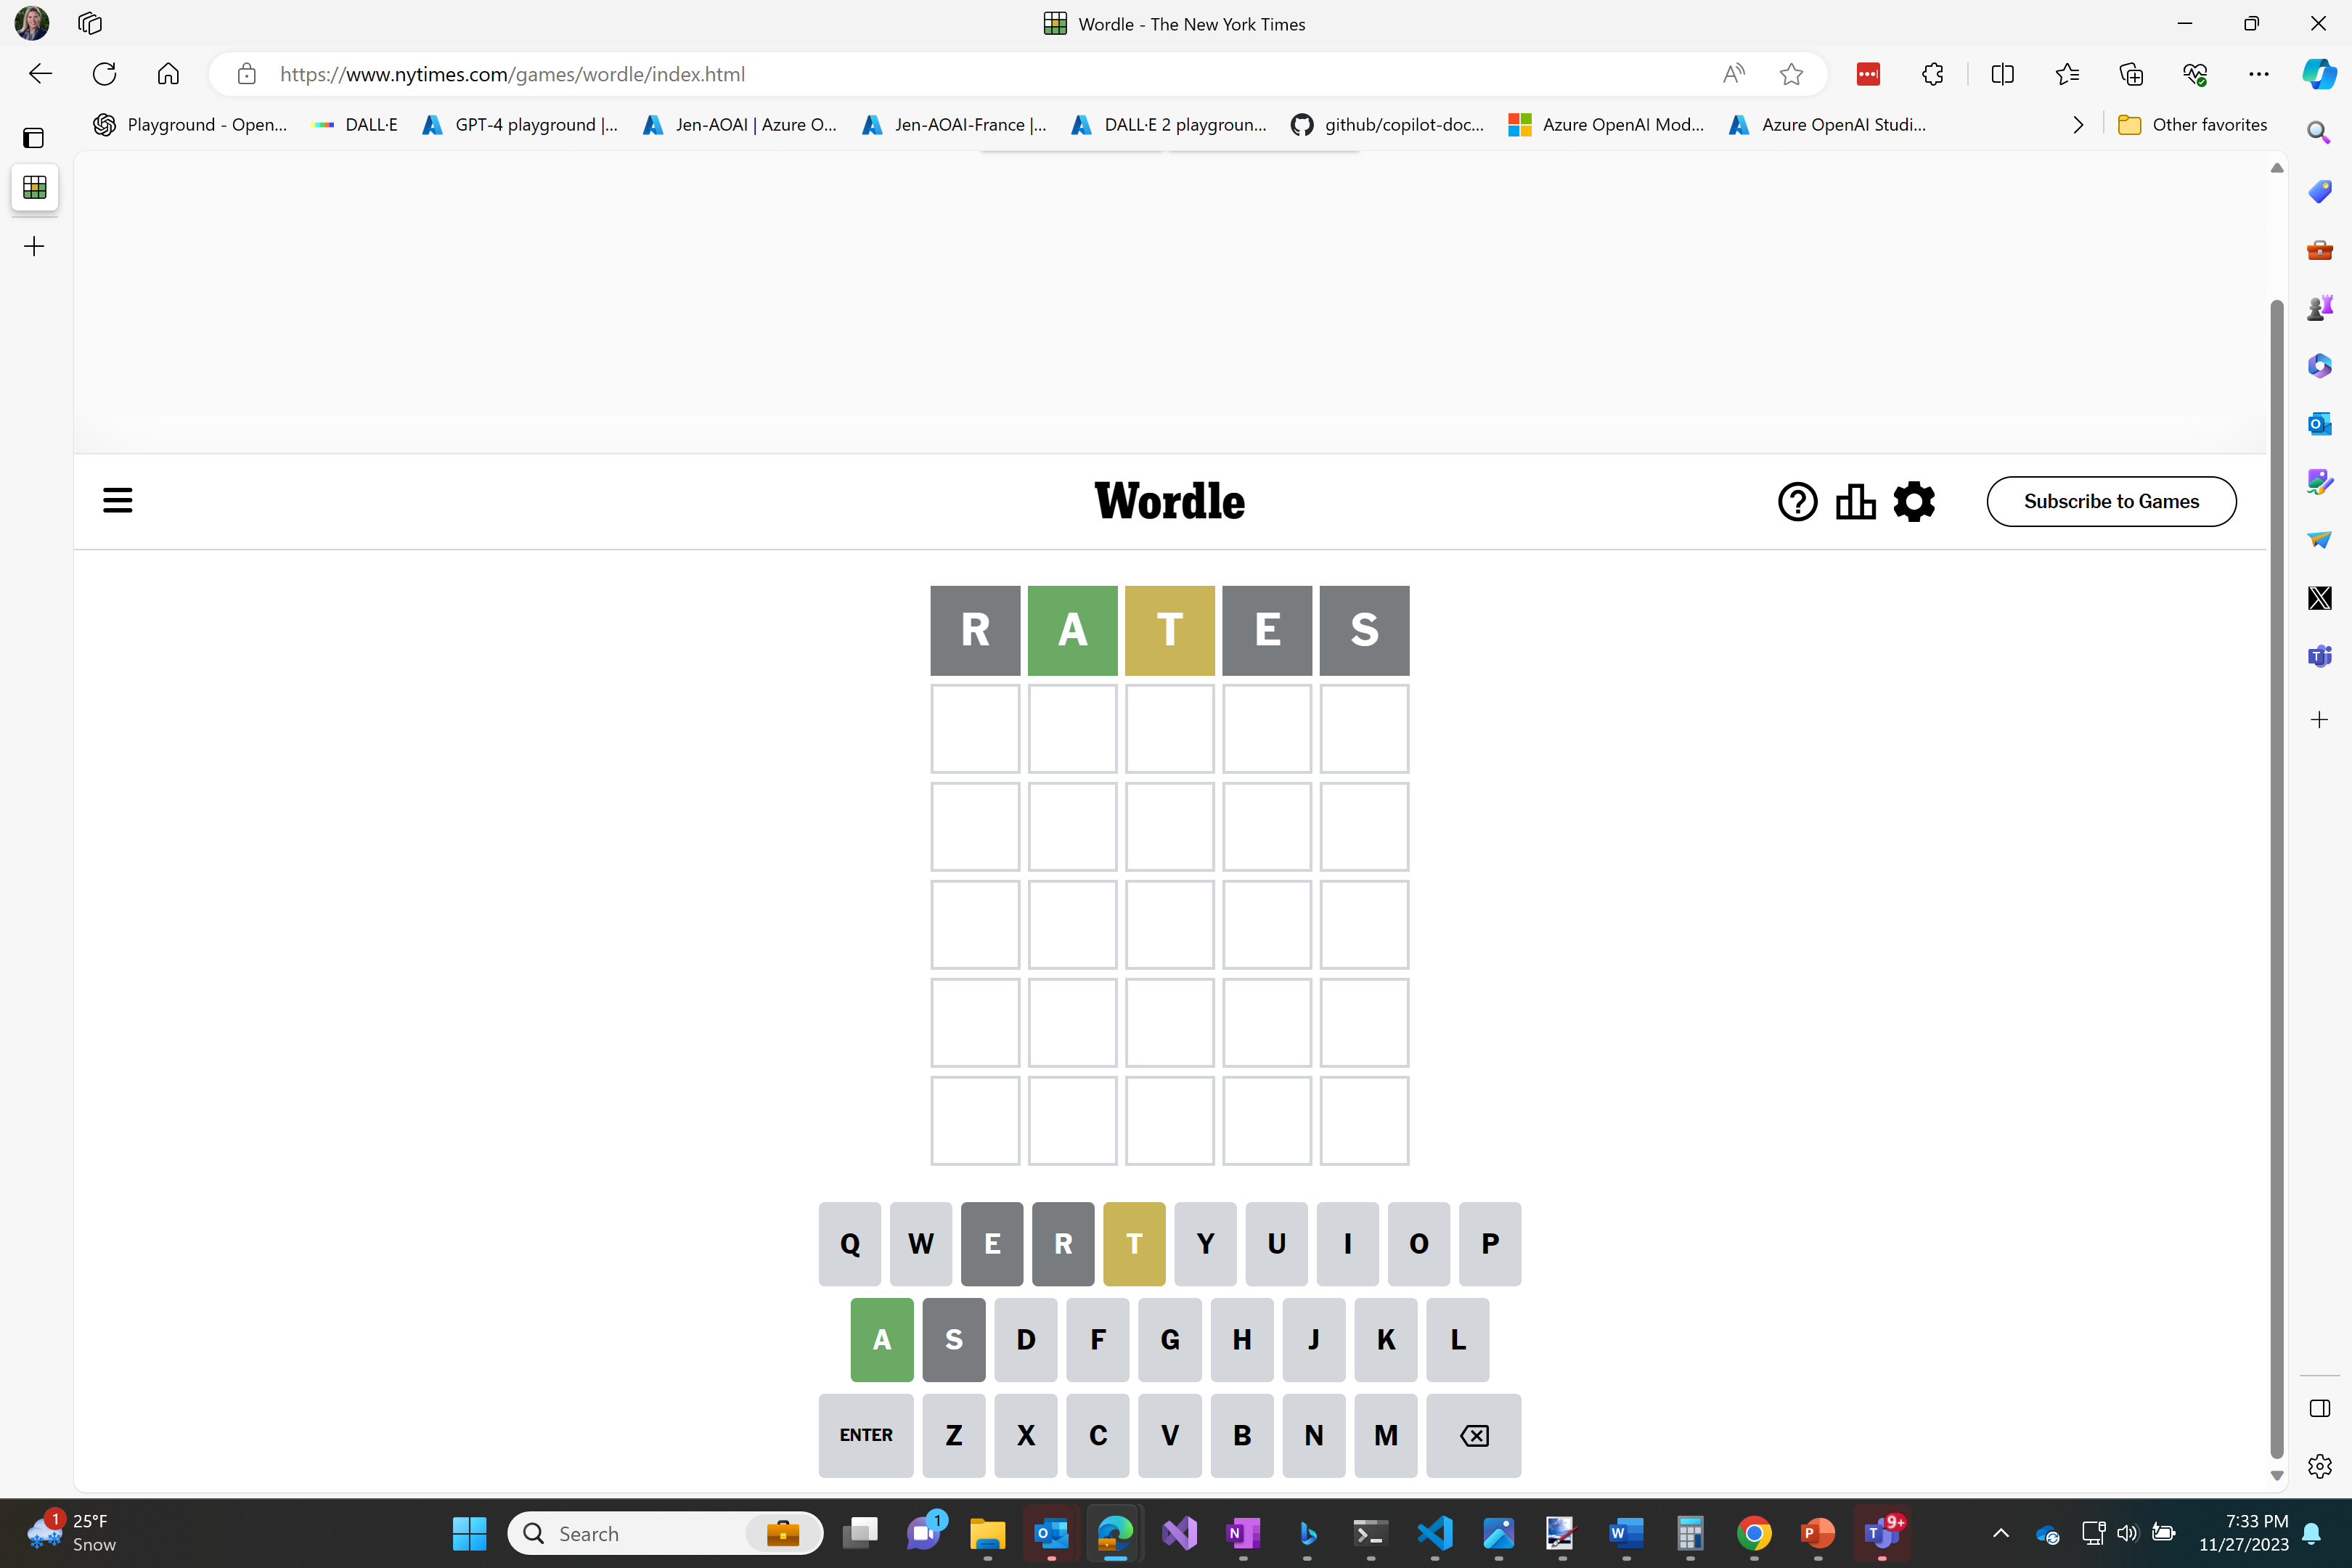 Wordle - The New York Times
https://www.nytimes.com/games/wordle/index.html
Playground - Open... DALL·E GPT-4 playground |... Jen-AOAI | Azure O... Jen-AOAI-France |... DALL·E 2 playgroun... github/copilot-doc... Azure OpenAI Mod... Azure OpenAI Studi... Other favorites
Wordle
Subscribe to Games
R A T E S
Q W E R T Y U I O P
A S D F G H J K L
ENTER Z X C V B N M
1
25°F
Snow
Search
1
9+
7:33 PM
11/27/2023